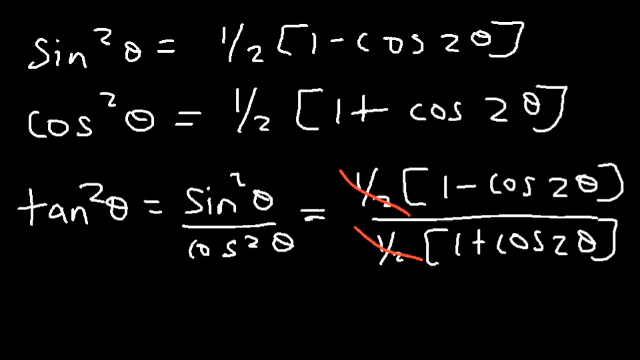 sin²θ = 1/2 [1 - cos 2θ]
cos²θ = 1/2 [1 + cos 2θ]
tan²θ = sin²θ / cos²θ = 1/2 [1 - cos 2θ] / 1/2 [1 + cos 2θ]